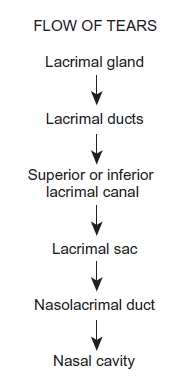 FLOW OF TEARS
Lacrimal gland
Lacrimal ducts
Superior or inferior
lacrimal canal
Lacrimal sac
Nasolacrimal duct
Nasal cavity